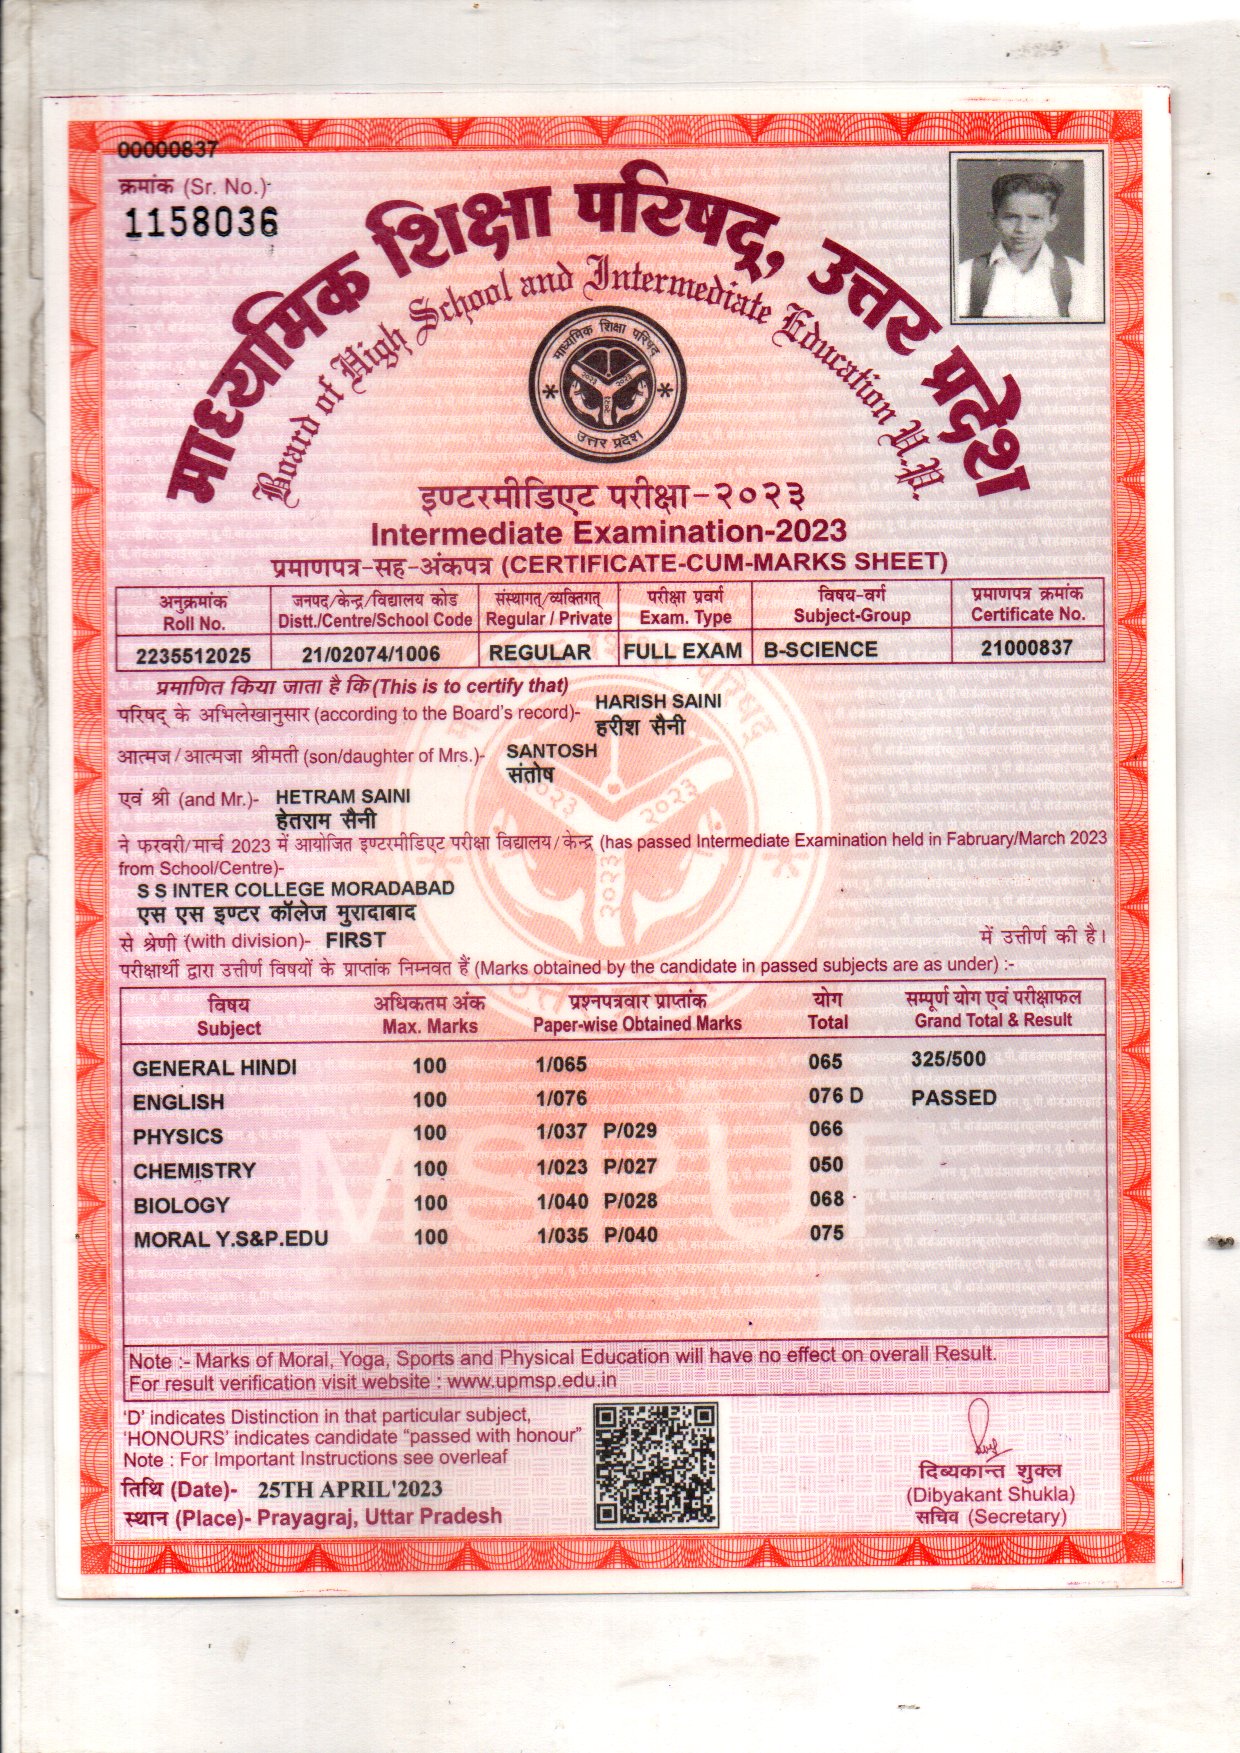 00000837
क्रमांक (Sr. No.)-
1158036
माध्यमिक शिक्षा परिषद्, उत्तर प्रदेश
Board of High School and Intermediate Education U.P.
माध्यमिक शिक्षा परिषद्
२०२३ २०२३
२०२३
उत्तर प्रदेश
इण्टरमीडिएट परीक्षा-२०२३
Intermediate Examination-2023
प्रमाणपत्र-सह-अंकपत्र (CERTIFICATE-CUM-MARKS SHEET)
अनुक्रमांक जनपद/केन्द्र/विद्यालय कोड संस्थागत्/व्यक्तिगत् परीक्षा प्रवर्ग विषय-वर्ग प्रमाणपत्र क्रमांक
Roll No. Distt./Centre/School Code Regular / Private Exam. Type Subject-Group Certificate No.
2235512025 21/02074/1006 REGULAR FULL EXAM B-SCIENCE 21000837
प्रमाणित किया जाता है कि (This is to certify that)
परिषद् के अभिलेखानुसार (according to the Board's record)- HARISH SAINI
हरीश सैनी
आत्मज/आत्मजा श्रीमती (son/daughter of Mrs.)- SANTOSH
संतोष
एवं श्री (and Mr.)- HETRAM SAINI
हेतराम सैनी
ने फरवरी/मार्च 2023 में आयोजित इण्टरमीडिएट परीक्षा विद्यालय/केन्द्र (has passed Intermediate Examination held in Fabruary/March 2023
from School/Centre)-
S S INTER COLLEGE MORADABAD
एस एस इण्टर कॉलेज मुरादाबाद
से श्रेणी (with division)- FIRST में उत्तीर्ण की है।
परीक्षार्थी द्वारा उत्तीर्ण विषयों के प्राप्तांक निम्नवत हैं (Marks obtained by the candidate in passed subjects are as under) :-
विषय अधिकतम अंक प्रश्नपत्रवार प्राप्तांक योग सम्पूर्ण योग एवं परीक्षाफल
Subject Max. Marks Paper-wise Obtained Marks Total Grand Total & Result
GENERAL HINDI 100 1/065 065 325/500
ENGLISH 100 1/076 076 D PASSED
PHYSICS 100 1/037 P/029 066
CHEMISTRY 100 1/023 P/027 050
BIOLOGY 100 1/040 P/028 068
MORAL Y.S&P.EDU 100 1/035 P/040 075
Note :- Marks of Moral, Yoga, Sports and Physical Education will have no effect on overall Result.
For result verification visit website : www.upmsp.edu.in
'D' indicates Distinction in that particular subject,
'HONOURS' indicates candidate "passed with honour"
Note : For Important Instructions see overleaf
तिथि (Date)- 25TH APRIL'2023
स्थान (Place)- Prayagraj, Uttar Pradesh
दिब्यकान्त शुक्ल
(Dibyakant Shukla)
सचिव (Secretary)